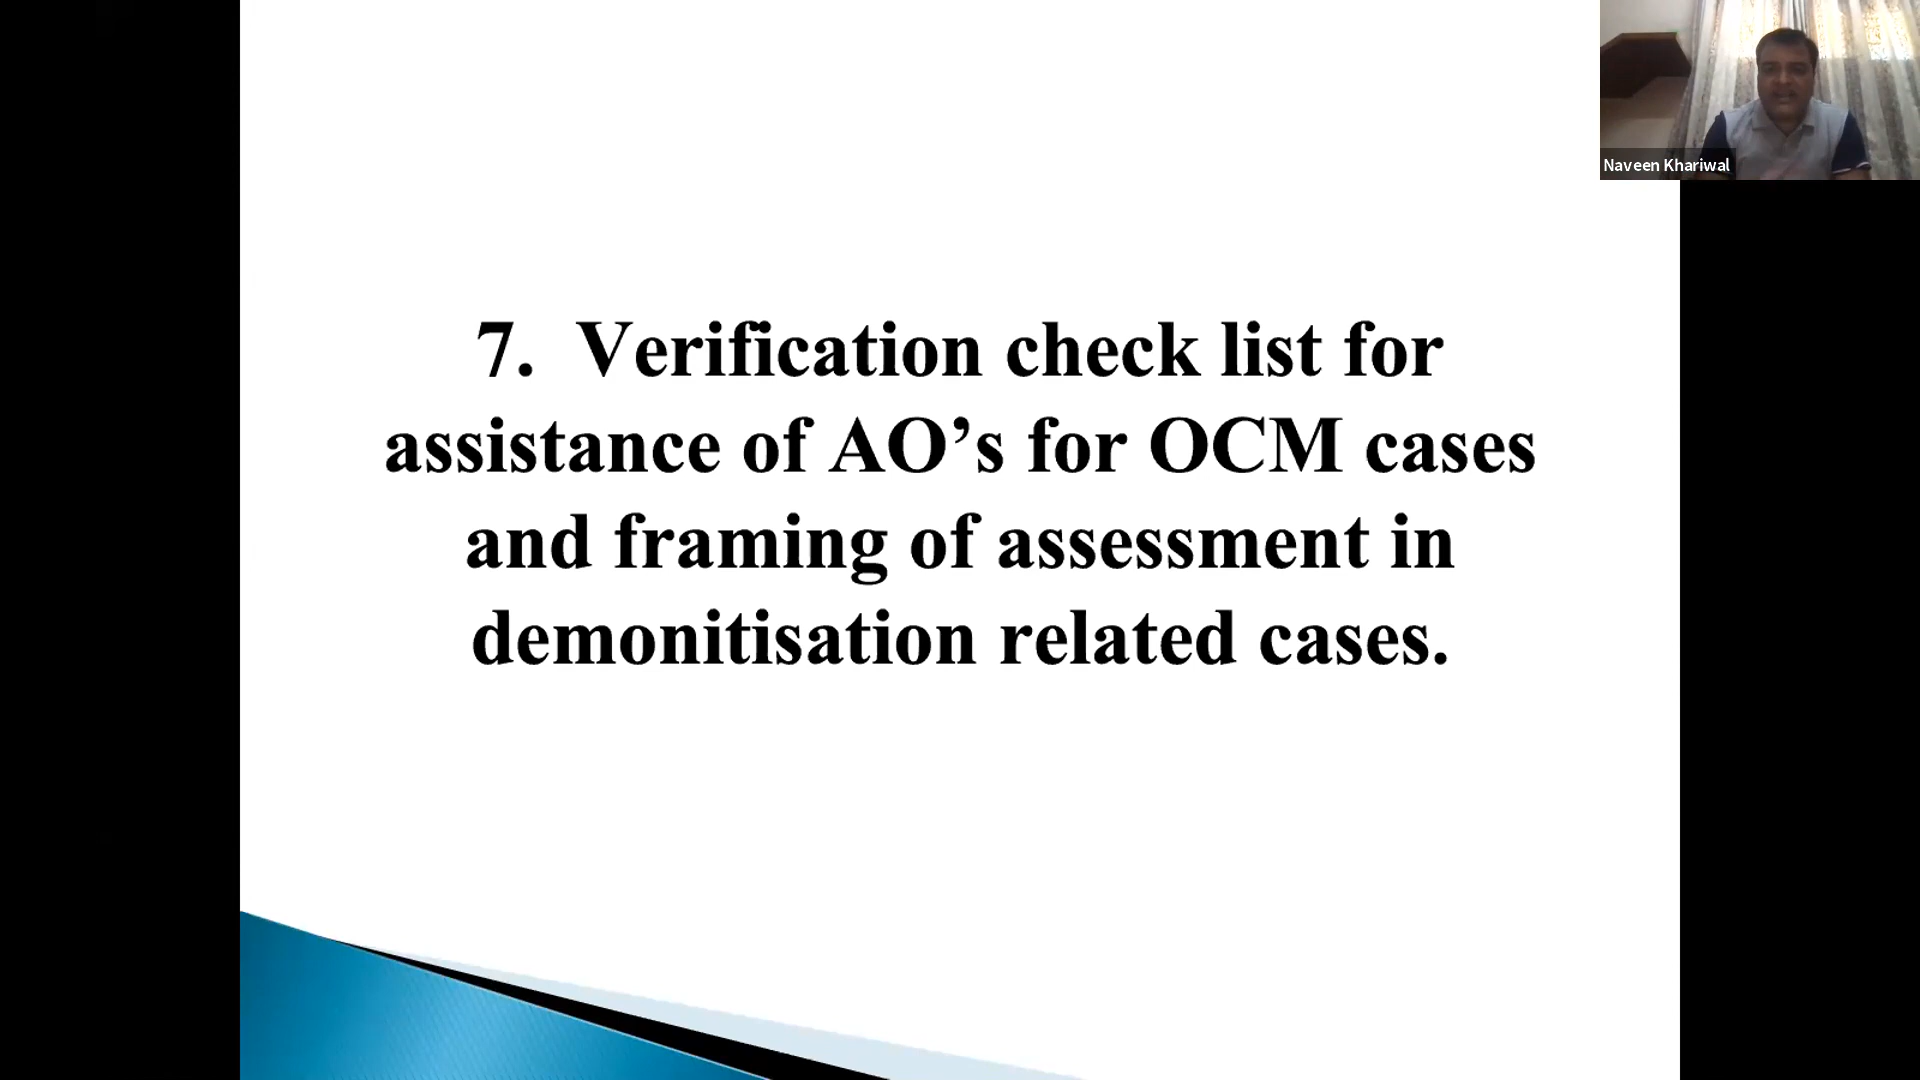 Naveen Khariwal
7. Verification check list for
assistance of AO’s for OCM cases
and framing of assessment in
demonitisation related cases.